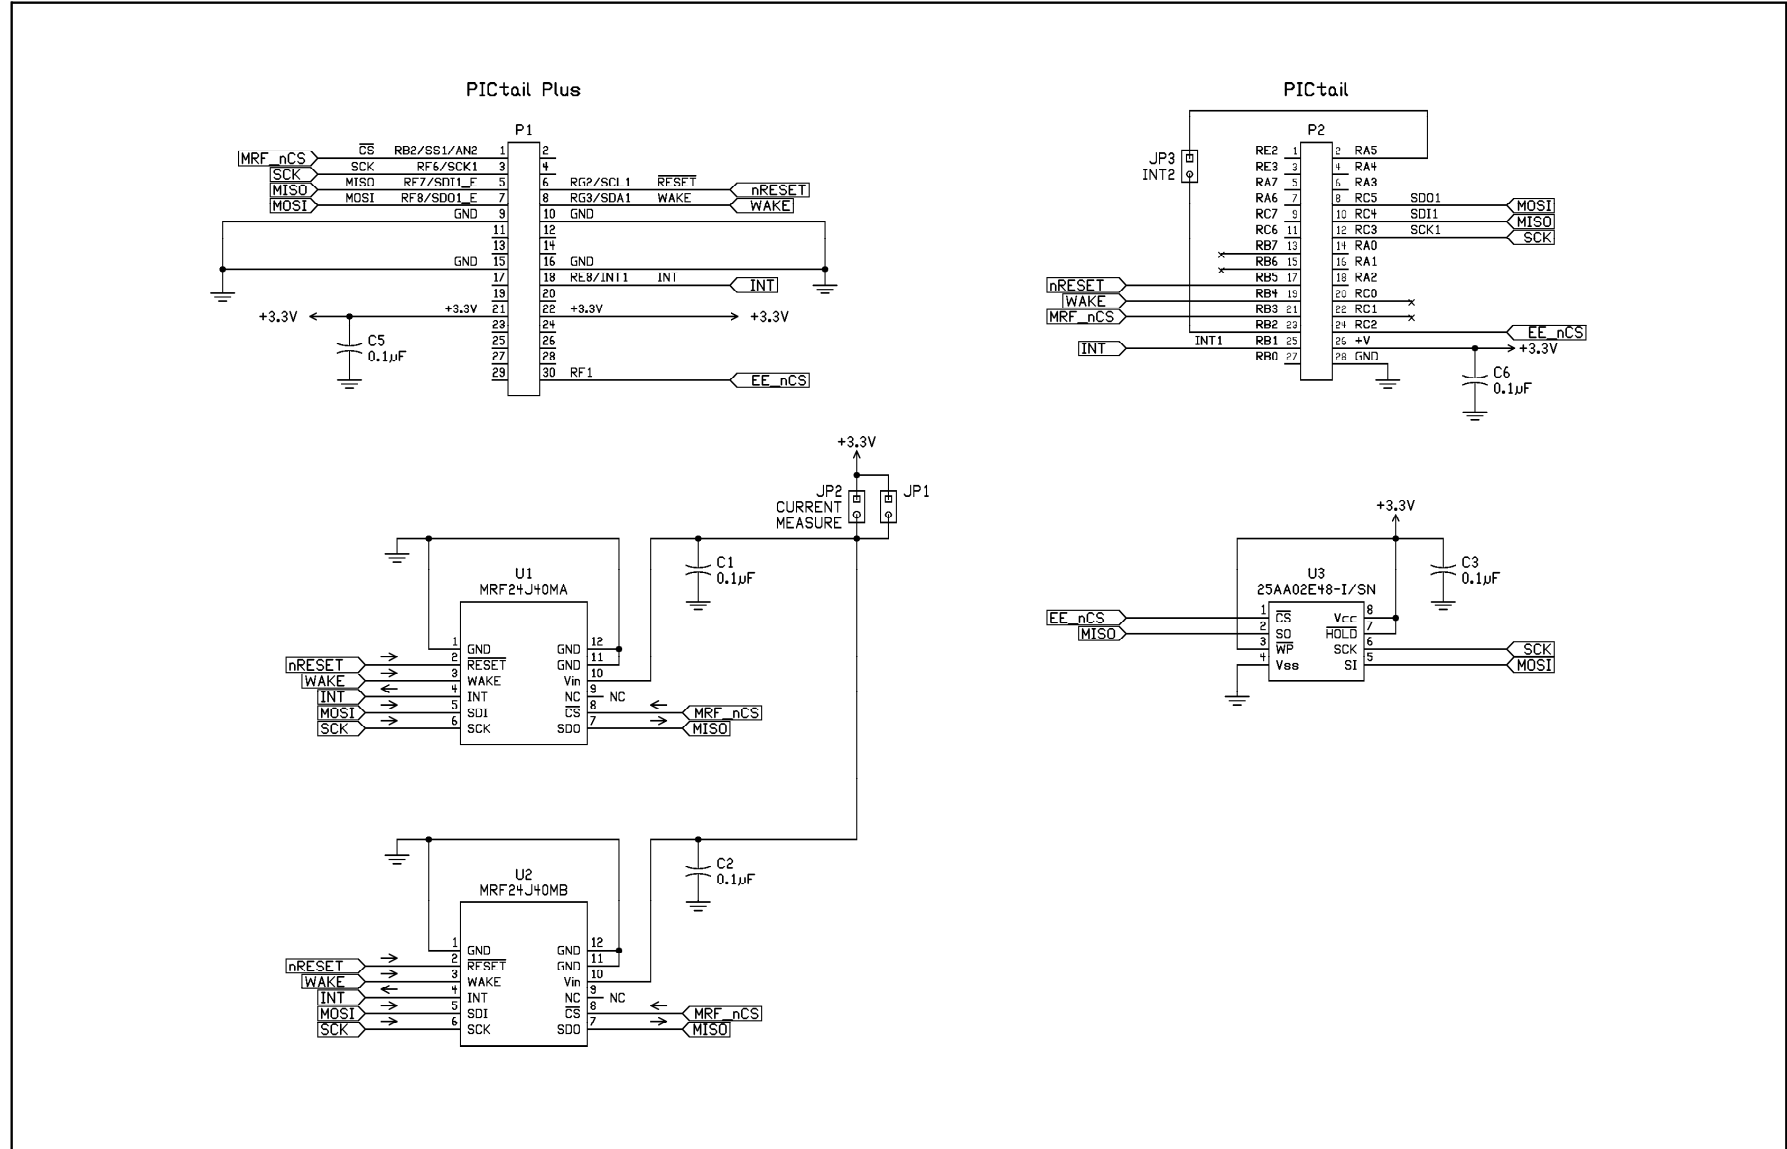 PICtail Plus
P1
MRF_nCS CS RB2/SS1/AN2 1 2
SCK SCK RF6/SCK1 3 4
MISO MISO RF7/SDI1_E 5 6 RG2/SCL1 RESET nRESET
MOSI MOSI RF8/SDO1_E 7 8 RG3/SDA1 WAKE WAKE
GND 9 10 GND
11 12
13 14
GND 15 16 GND
17 18 RE8/INT1 INT INT
19 20
+3.3V +3.3V 21 22 +3.3V +3.3V
23 24
25 26
27 28
29 30 RF1 EE_nCS
C5
0.1µF
PICtail
P2
JP3
INT2
RE2 1 2 RA5
RE3 3 4 RA4
RA7 5 6 RA3
RA6 7 8 RC5 SDO1 MOSI
RC7 9 10 RC4 SDI1 MISO
RC6 11 12 RC3 SCK1 SCK
RB7 13 14 RA0
RB6 15 16 RA1
nRESET RB5 17 18 RA2
WAKE RB4 19 20 RC0
MRF_nCS RB3 21 22 RC1
RB2 23 24 RC2 EE_nCS
INT INT1 RB1 25 26 +V +3.3V
RB0 27 28 GND
C6
0.1µF
+3.3V
JP2
CURRENT
MEASURE
JP1
C1
0.1µF
U1
MRF24J40MA
1 GND GND 12
nRESET 2 RESET GND 11
WAKE 3 WAKE Vin 10
INT 4 INT NC 9 NC
MOSI 5 SDI CS 8 MRF_nCS
SCK 6 SCK SDO 7 MISO
+3.3V
C3
0.1µF
U3
25AA02E48-I/SN
EE_nCS 1 CS Vcc 8
MISO 2 SO HOLD 7
3 WP SCK 6 SCK
4 Vss SI 5 MOSI
C2
0.1µF
U2
MRF24J40MB
1 GND GND 12
nRESET 2 RESET GND 11
WAKE 3 WAKE Vin 10
INT 4 INT NC 9 NC
MOSI 5 SDI CS 8 MRF_nCS
SCK 6 SCK SDO 7 MISO